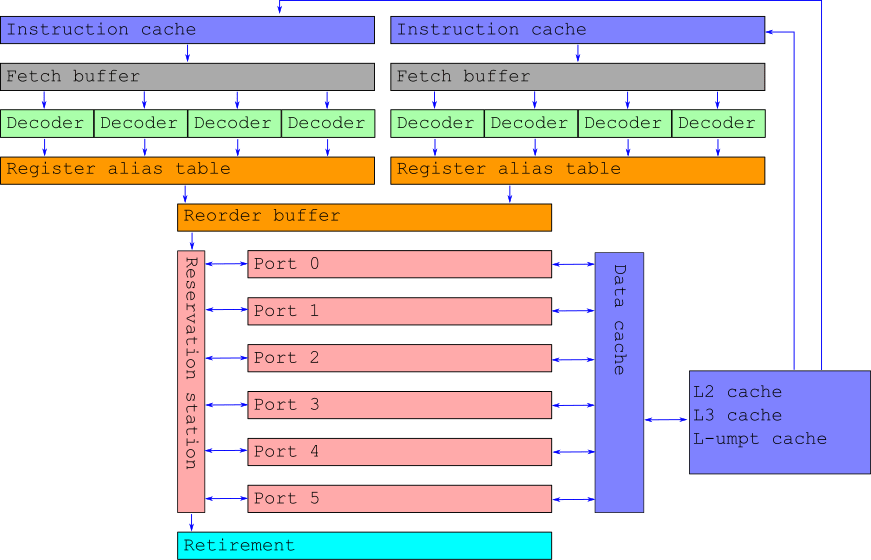 Instruction cache
Instruction cache
Fetch buffer
Fetch buffer
Decoder
Decoder
Decoder
Decoder
Decoder
Decoder
Decoder
Decoder
Register alias table
Register alias table
Reorder buffer
Reservation station
Port 0
Port 1
Port 2
Port 3
Port 4
Port 5
Data cache
L2 cache
L3 cache
L-umpt cache
Retirement